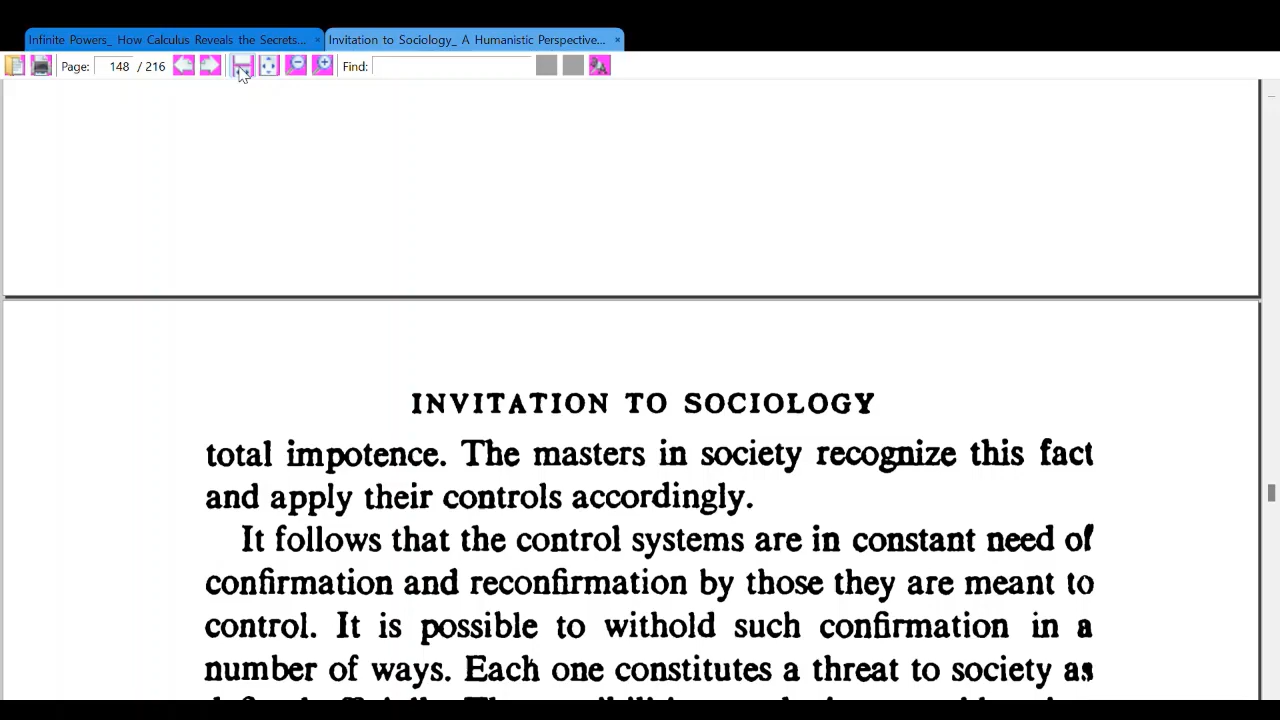 Infinite Powers_ How Calculus Reveals the Secrets... × Invitation to Sociology_ A Humanistic Perspective... ×
Page: 148 / 216 Find:
INVITATION TO SOCIOLOGY
total impotence. The masters in society recognize this fact
and apply their controls accordingly.
It follows that the control systems are in constant need of
confirmation and reconfirmation by those they are meant to
control. It is possible to withold such confirmation in a
number of ways. Each one constitutes a threat to society as